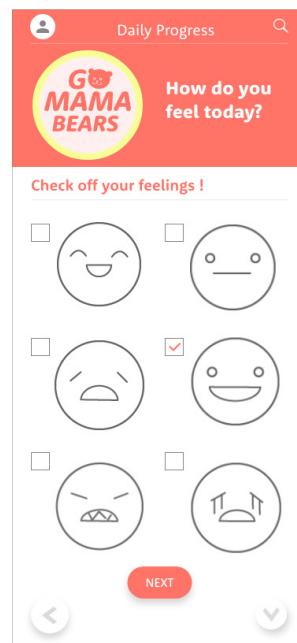 Daily Progress
GO
MAMA
BEARS
How do you
feel today?
Check off your feelings !
NEXT